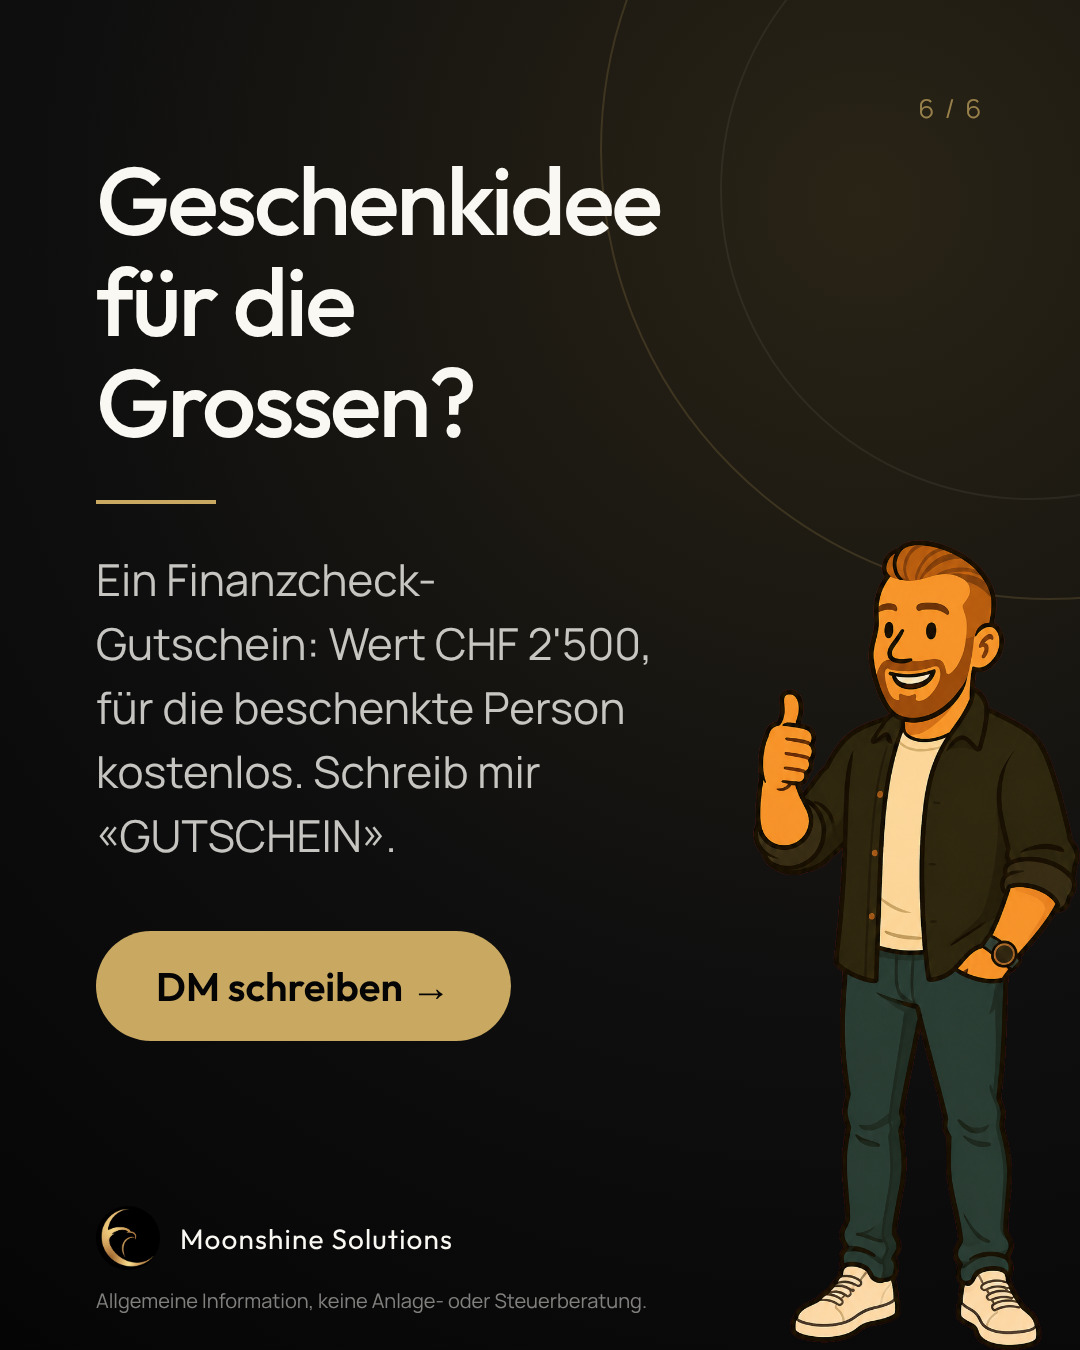 6 / 6
Geschenkidee
für die
Grossen?
Ein Finanzcheck-
Gutschein: Wert CHF 2'500,
für die beschenkte Person
kostenlos. Schreib mir
«GUTSCHEIN».
DM schreiben →
Moonshine Solutions
Allgemeine Information, keine Anlage- oder Steuerberatung.